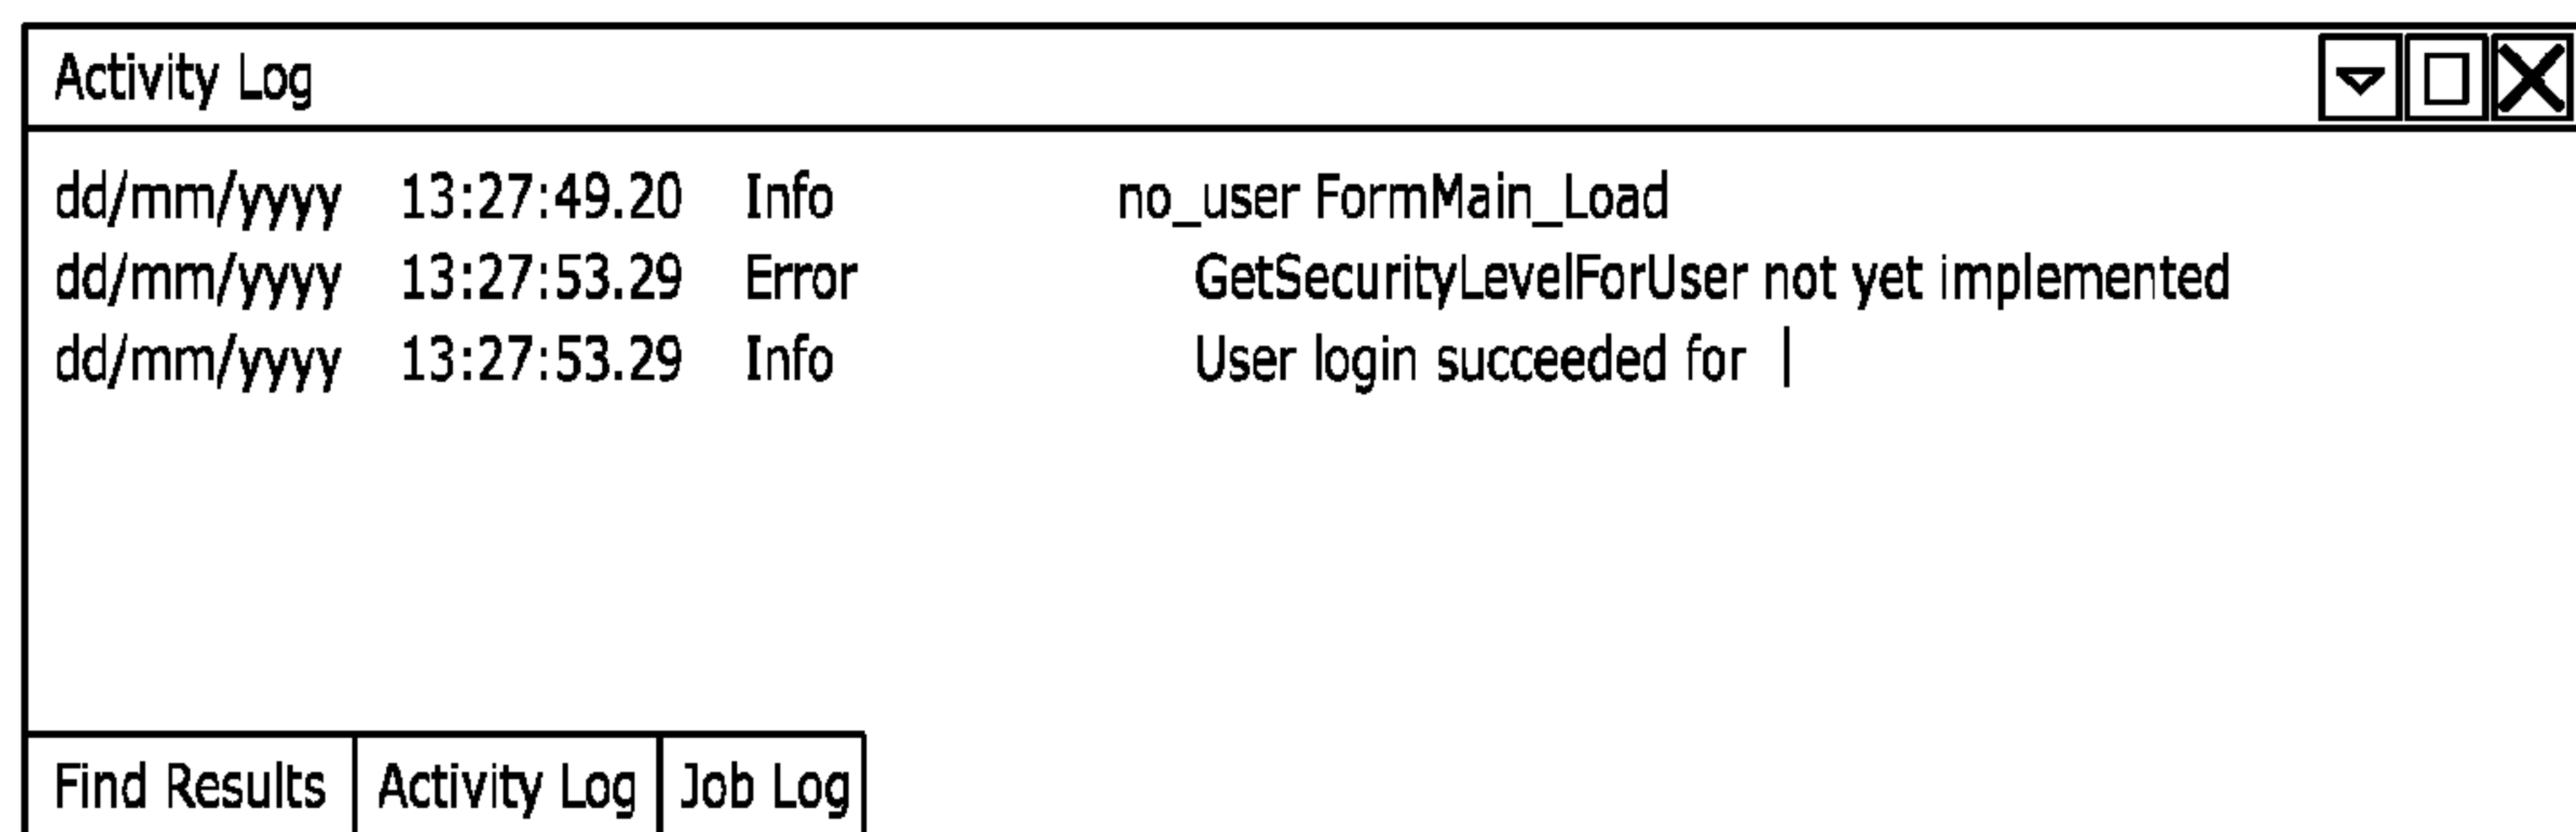 Activity Log
dd/mm/yyyy 13:27:49.20 Info no_user FormMain_Load
dd/mm/yyyy 13:27:53.29 Error GetSecurityLevelForUser not yet implemented
dd/mm/yyyy 13:27:53.29 Info User login succeeded for |
Find Results Activity Log Job Log